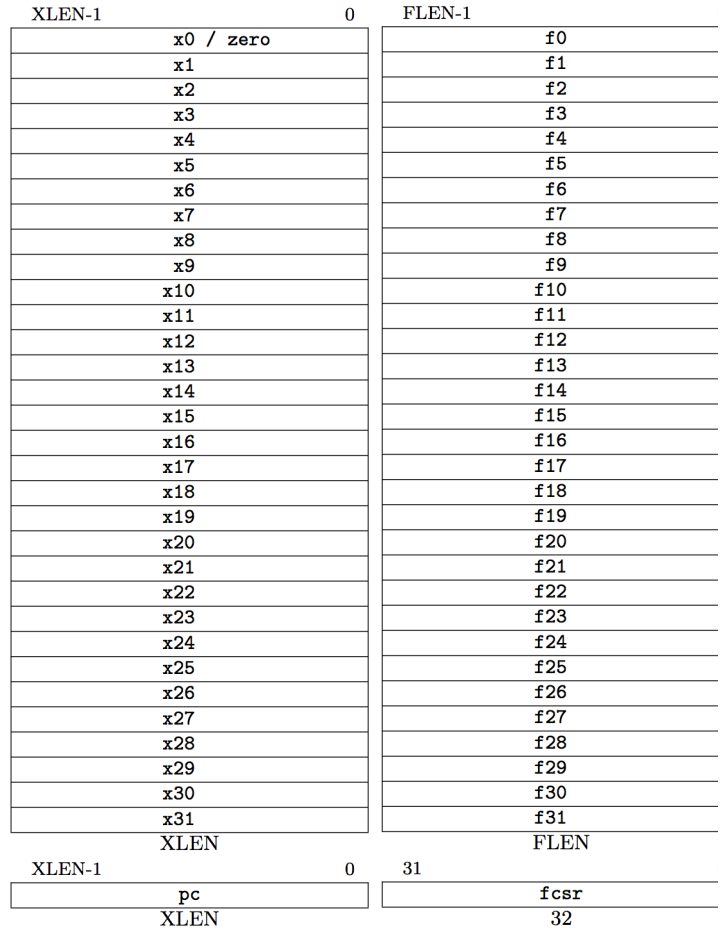 XLEN-1 0 FLEN-1
x0 / zero f0
x1 f1
x2 f2
x3 f3
x4 f4
x5 f5
x6 f6
x7 f7
x8 f8
x9 f9
x10 f10
x11 f11
x12 f12
x13 f13
x14 f14
x15 f15
x16 f16
x17 f17
x18 f18
x19 f19
x20 f20
x21 f21
x22 f22
x23 f23
x24 f24
x25 f25
x26 f26
x27 f27
x28 f28
x29 f29
x30 f30
x31 f31
XLEN FLEN
XLEN-1 0 31
pc fcsr
XLEN 32